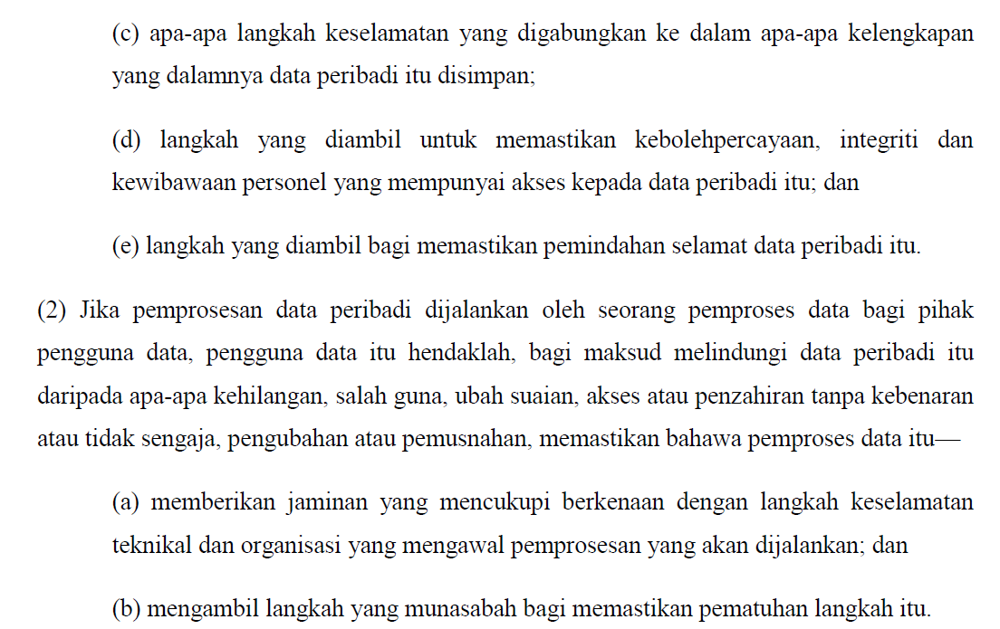 (c) apa-apa langkah keselamatan yang digabungkan ke dalam apa-apa kelengkapan
yang dalamnya data peribadi itu disimpan;
(d) langkah yang diambil untuk memastikan kebolehpercayaan, integriti dan
kewibawaan personel yang mempunyai akses kepada data peribadi itu; dan
(e) langkah yang diambil bagi memastikan pemindahan selamat data peribadi itu.
(2) Jika pemprosesan data peribadi dijalankan oleh seorang pemproses data bagi pihak
pengguna data, pengguna data itu hendaklah, bagi maksud melindungi data peribadi itu
daripada apa-apa kehilangan, salah guna, ubah suaian, akses atau penzahiran tanpa kebenaran
atau tidak sengaja, pengubahan atau pemusnahan, memastikan bahawa pemproses data itu—
(a) memberikan jaminan yang mencukupi berkenaan dengan langkah keselamatan
teknikal dan organisasi yang mengawal pemprosesan yang akan dijalankan; dan
(b) mengambil langkah yang munasabah bagi memastikan pematuhan langkah itu.